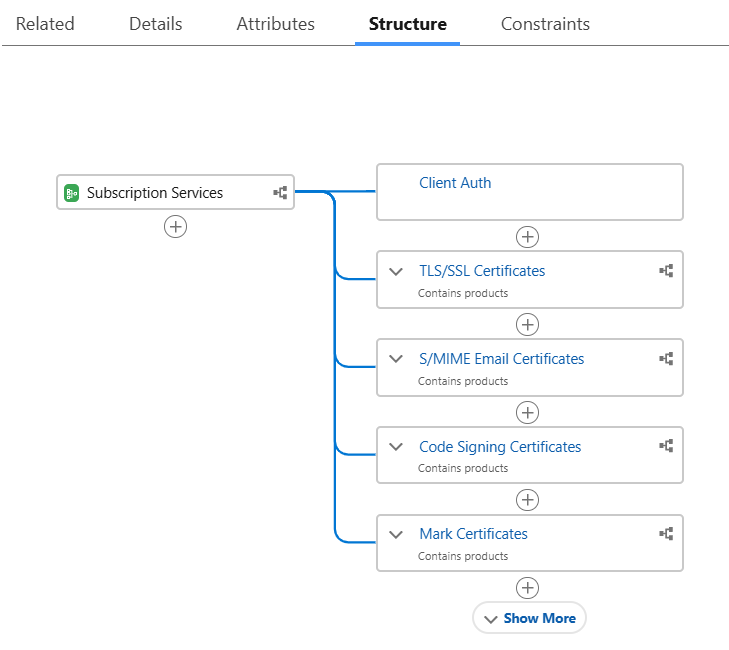 Related Details Attributes Structure Constraints
Subscription Services
Client Auth
TLS/SSL Certificates
Contains products
S/MIME Email Certificates
Contains products
Code Signing Certificates
Contains products
Mark Certificates
Contains products
Show More